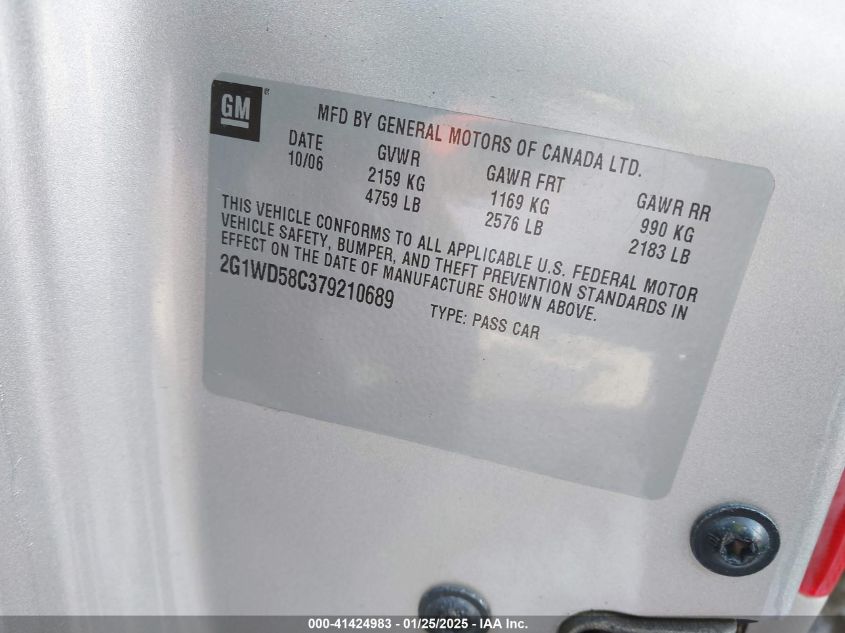 GM
MFD BY GENERAL MOTORS OF CANADA LTD.
DATE GVWR GAWR FRT GAWR RR
10/06 2159 KG 1169 KG 990 KG
4759 LB 2576 LB 2183 LB
THIS VEHICLE CONFORMS TO ALL APPLICABLE U.S. FEDERAL MOTOR
VEHICLE SAFETY, BUMPER, AND THEFT PREVENTION STANDARDS IN
EFFECT ON THE DATE OF MANUFACTURE SHOWN ABOVE.
2G1WD58C379210689 TYPE: PASS CAR
000-41424983 - 01/25/2025 - IAA Inc.